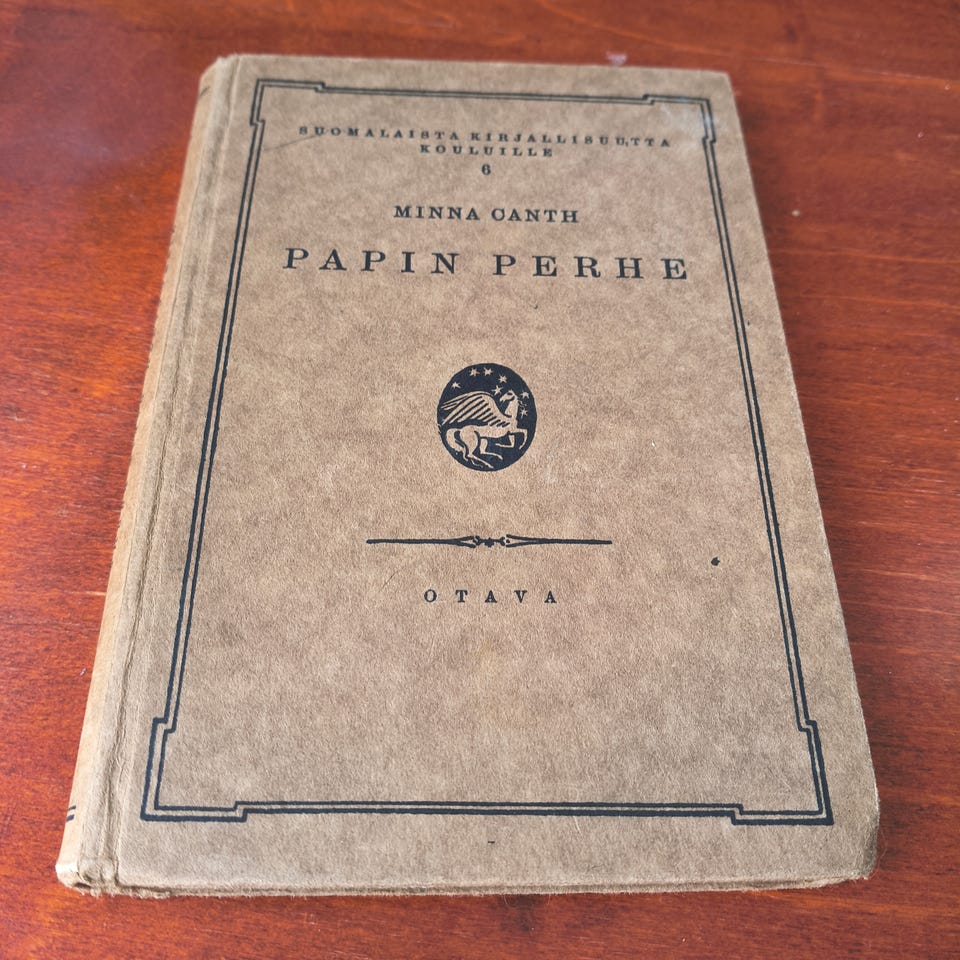 SUOMALAISTA KIRJALLISUUTTA
KOULUILLE
6
MINNA CANTH
PAPIN PERHE
OTAVA